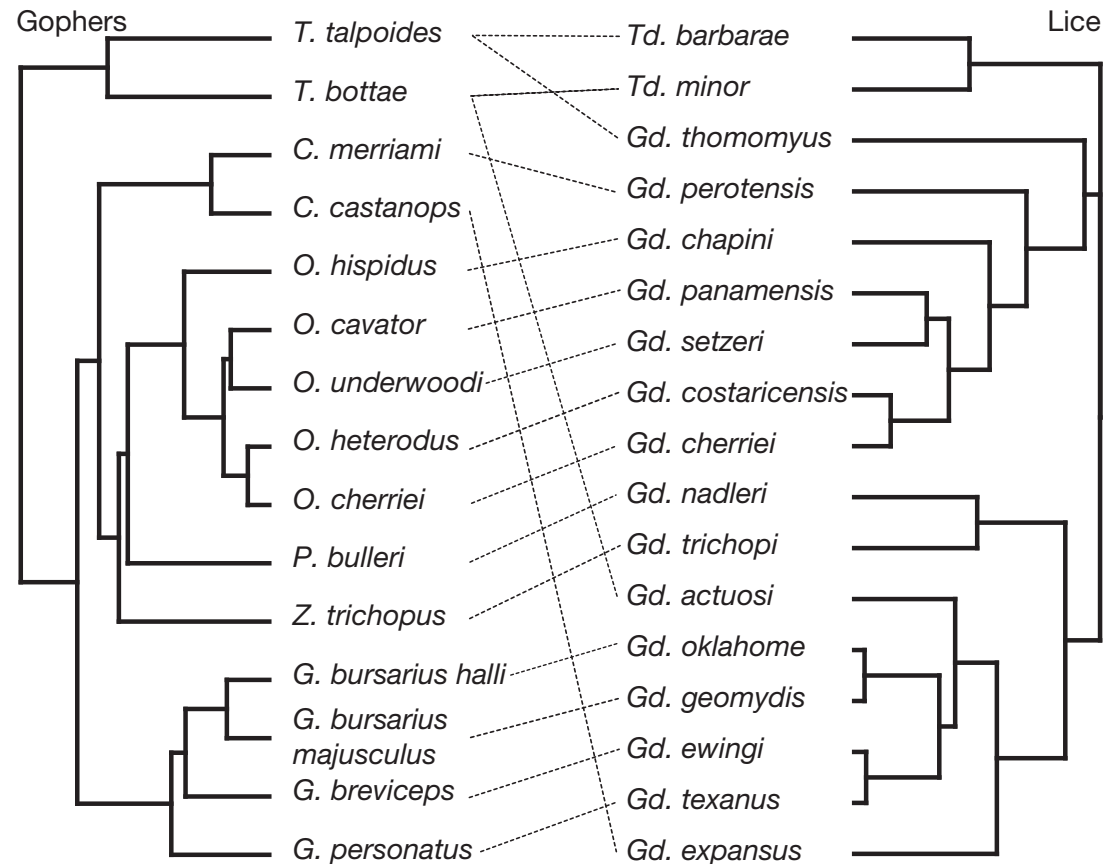 Gophers
Lice
T. talpoides
T. bottae
C. merriami
C. castanops
O. hispidus
O. cavator
O. underwoodi
O. heterodus
O. cherriei
P. bulleri
Z. trichopus
G. bursarius halli
G. bursarius
majusculus
G. breviceps
G. personatus
Td. barbarae
Td. minor
Gd. thomomyus
Gd. perotensis
Gd. chapini
Gd. panamensis
Gd. setzeri
Gd. costaricensis
Gd. cherriei
Gd. nadleri
Gd. trichopi
Gd. actuosi
Gd. oklahome
Gd. geomydis
Gd. ewingi
Gd. texanus
Gd. expansus